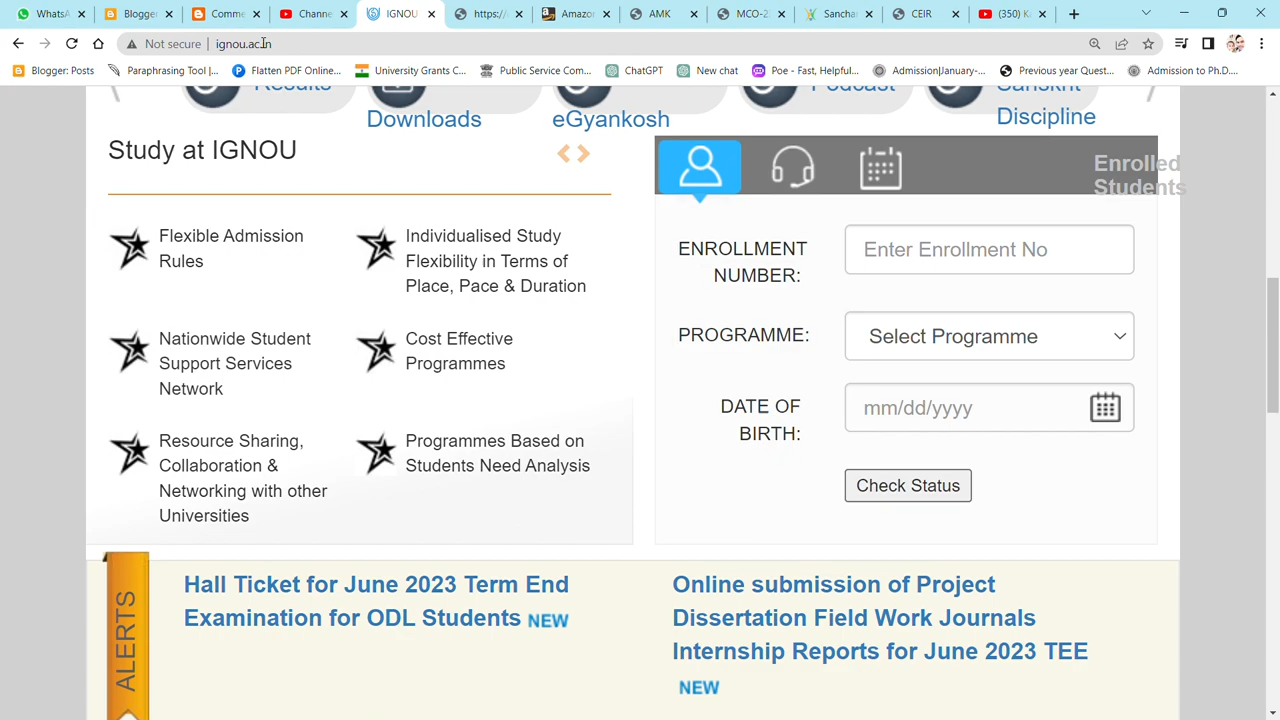 WhatsA
Blogger
Comme
Channe
IGNOU
https://
Amazor
AMK
MCO-2
Sanchar
CEIR
(350) K
Not secure
ignou.ac.in
Blogger: Posts
Paraphrasing Tool |...
Flatten PDF Online...
University Grants C...
Public Service Com...
ChatGPT
New chat
Poe - Fast, Helpful...
Admission|January-...
Previous year Quest...
Admission to Ph.D....
Results
Downloads
eGyankosh
Podcast
Sanskrit
Discipline
Study at IGNOU
Flexible Admission
Rules
Individualised Study
Flexibility in Terms of
Place, Pace & Duration
Nationwide Student
Support Services
Network
Cost Effective
Programmes
Resource Sharing,
Collaboration &
Networking with other
Universities
Programmes Based on
Students Need Analysis
Enrolled
Students
ENROLLMENT
NUMBER:
Enter Enrollment No
PROGRAMME:
Select Programme
DATE OF
BIRTH:
mm/dd/yyyy
Check Status
ALERTS
Hall Ticket for June 2023 Term End
Examination for ODL Students NEW
Online submission of Project
Dissertation Field Work Journals
Internship Reports for June 2023 TEE
NEW